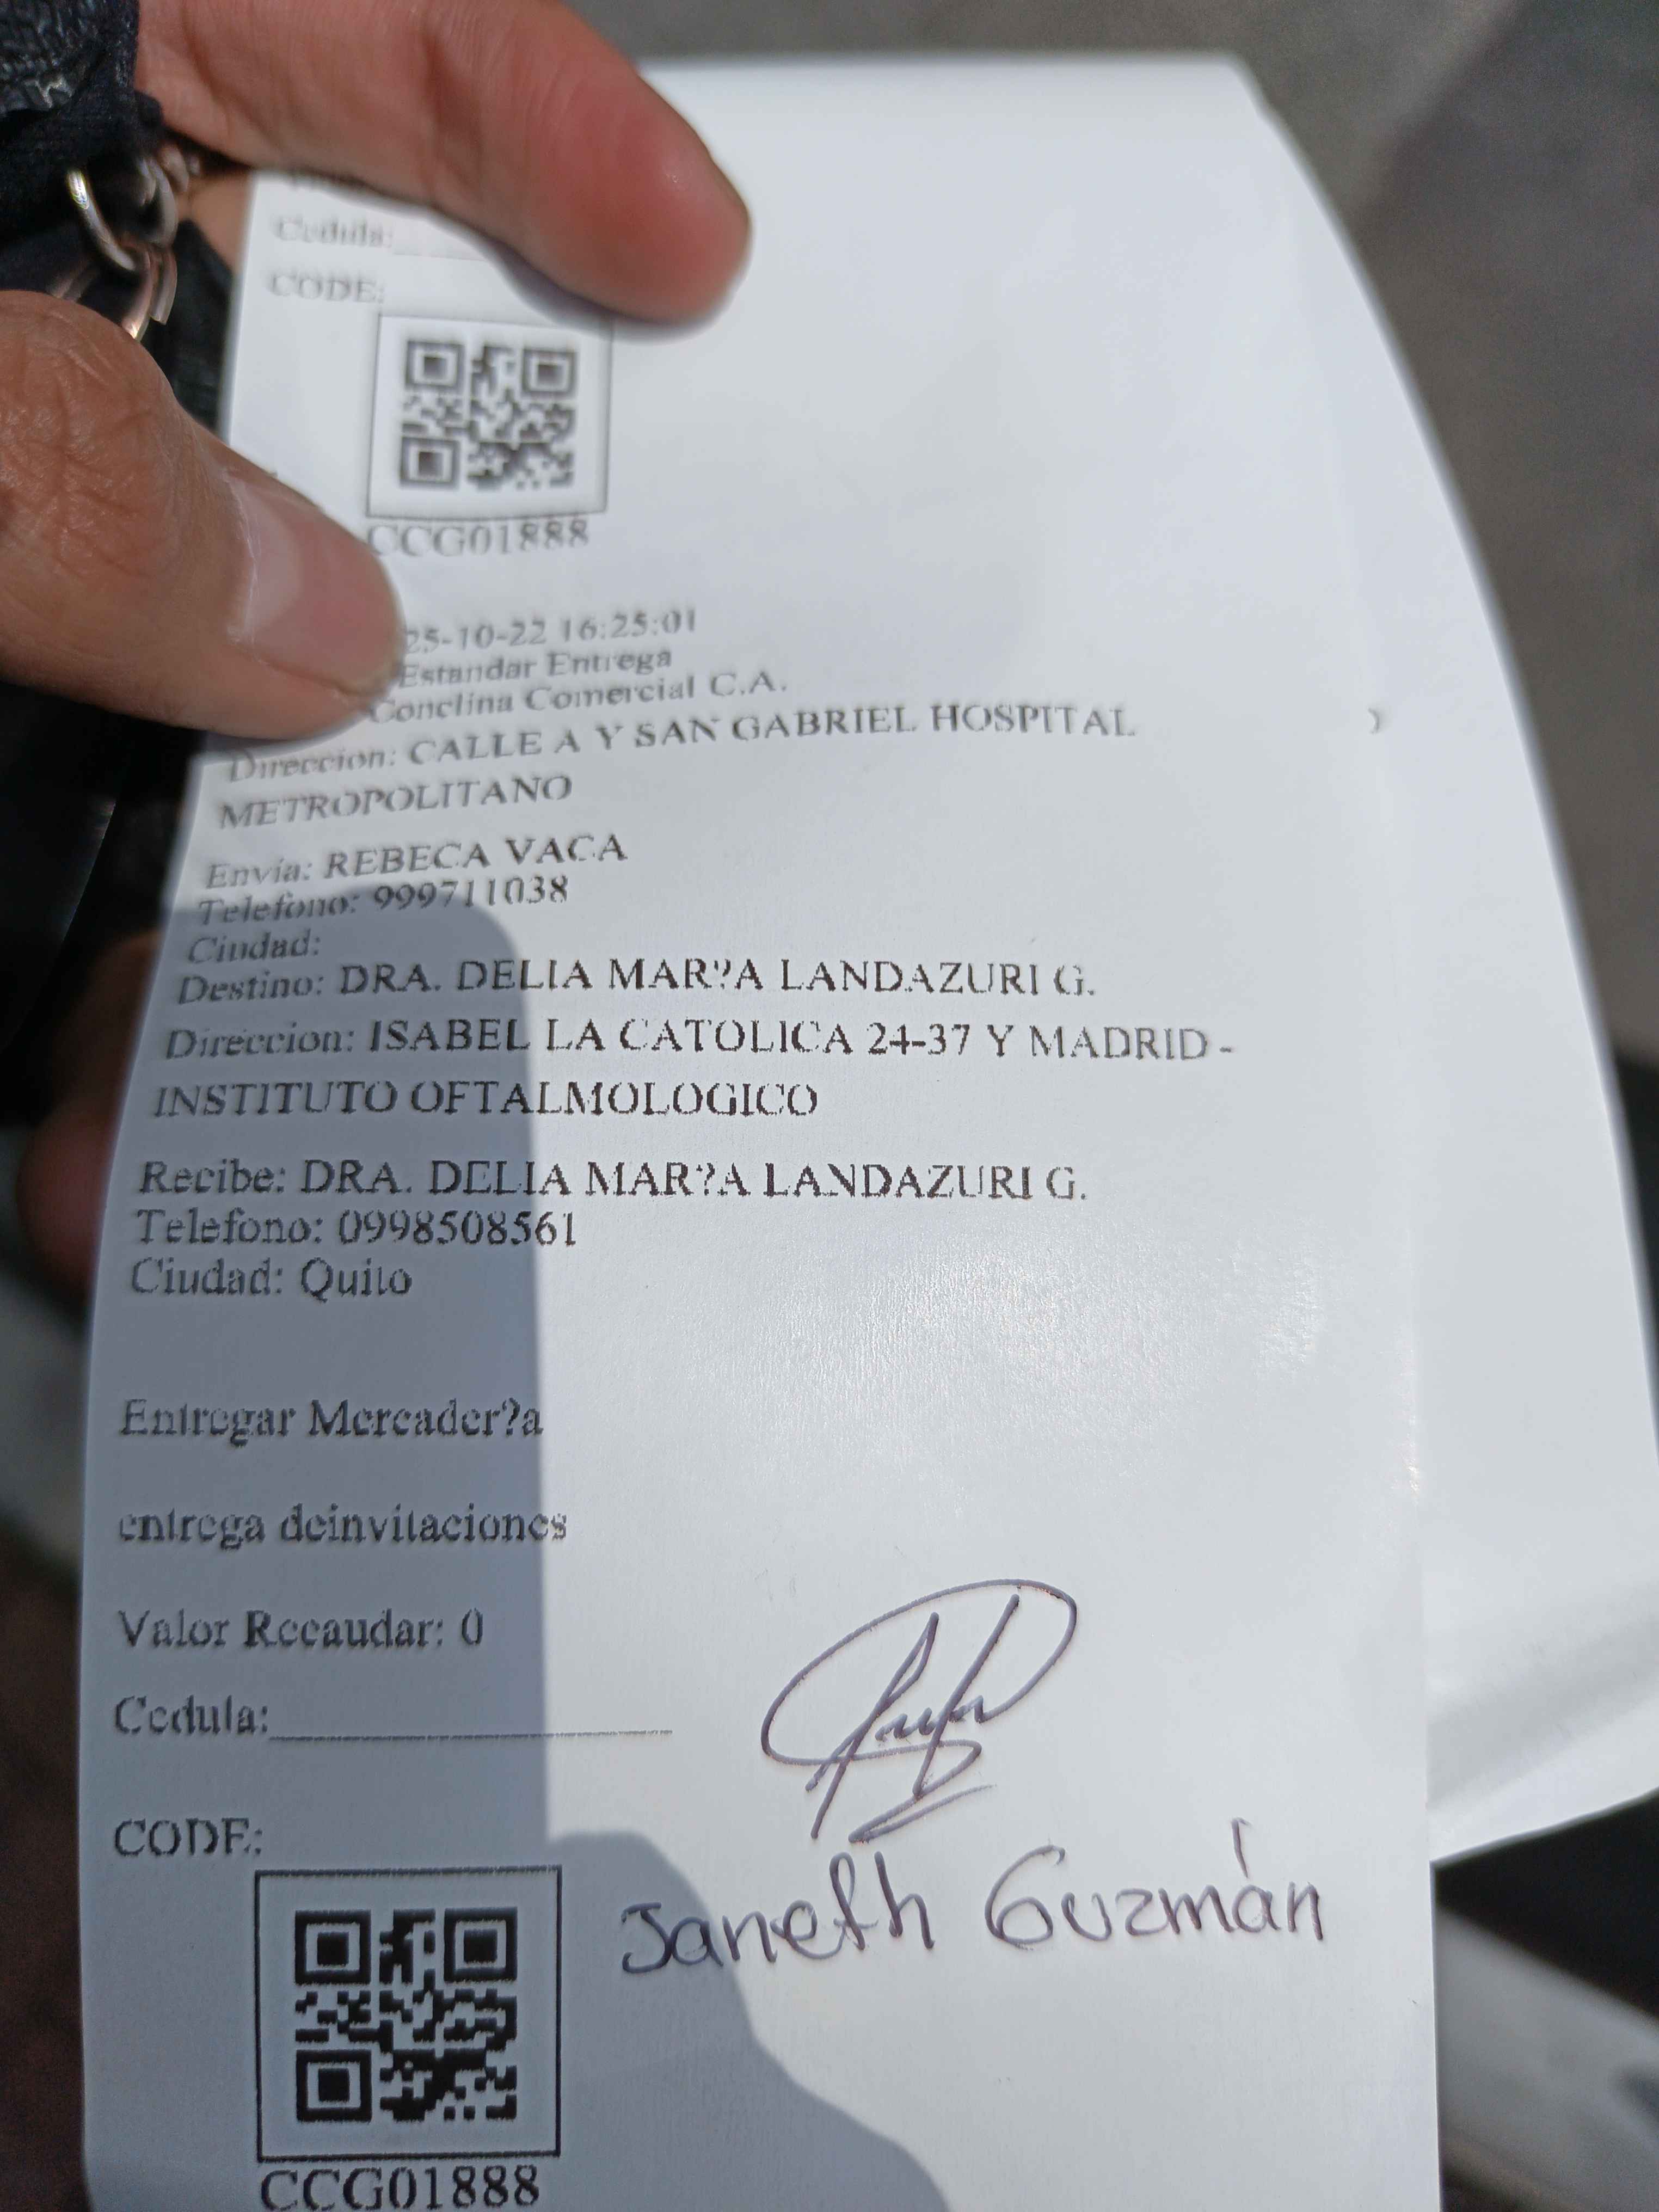 Cedula:
CODE:
CCG01888
25-10-22 16:25:01
Estandar Entrega
Conclina Comercial C.A.
Direccion: CALLE A Y SAN GABRIEL HOSPITAL
METROPOLITANO
Envia: REBECA VACA
Telefono: 999711038
Ciudad:
Destino: DRA. DELIA MAR?A LANDAZURI G.
Direccion: ISABEL LA CATOLICA 24-37 Y MADRID -
INSTITUTO OFTALMOLOGICO
Recibe: DRA. DELIA MAR?A LANDAZURI G.
Telefono: 0998508561
Ciudad: Quito
Entregar Mercader?a
entrega deinvitaciones
Valor Recaudar: 0
Cedula:
CODE:
Janeth Guzmán
CCG01888